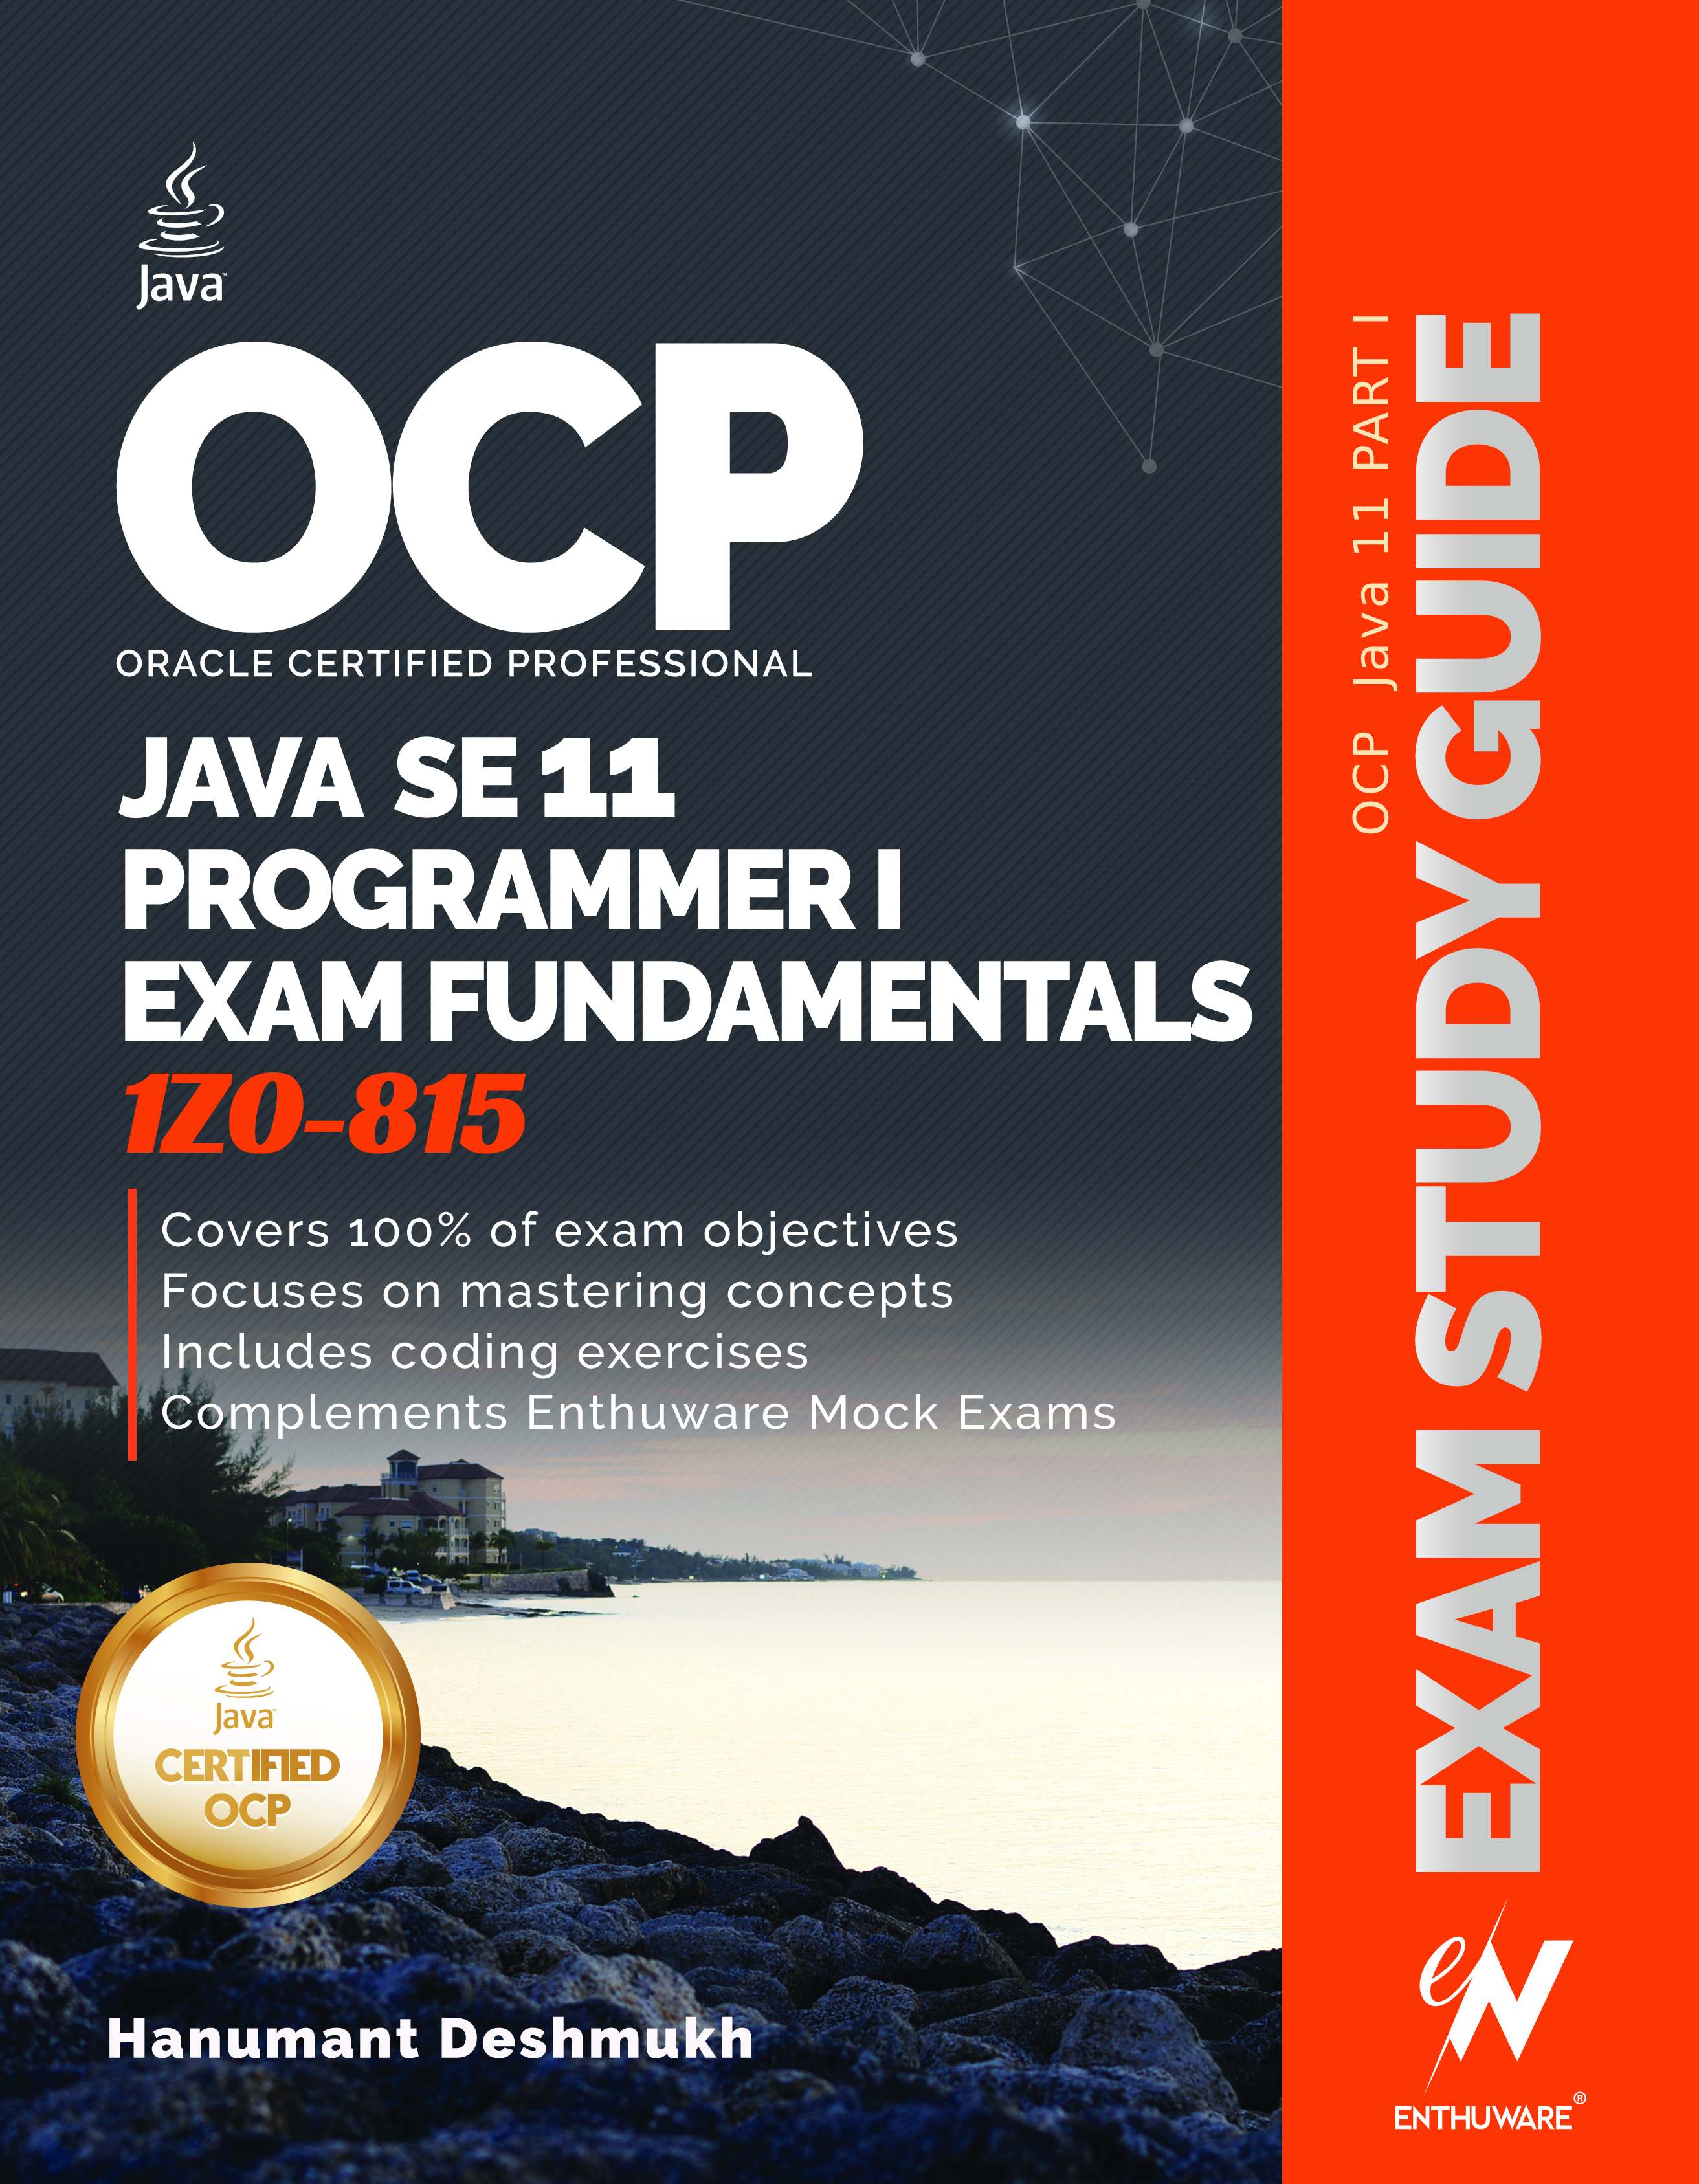 Java
OCP
ORACLE CERTIFIED PROFESSIONAL
JAVA SE 11
PROGRAMMER I
EXAM FUNDAMENTALS
1Z0-815
Covers 100% of exam objectives
Focuses on mastering concepts
Includes coding exercises
Complements Enthuware Mock Exams
Java
CERTIFIED
OCP
Hanumant Deshmukh
OCP Java 11 PART I
EXAM STUDY GUIDE
eN
ENTHUWARE®